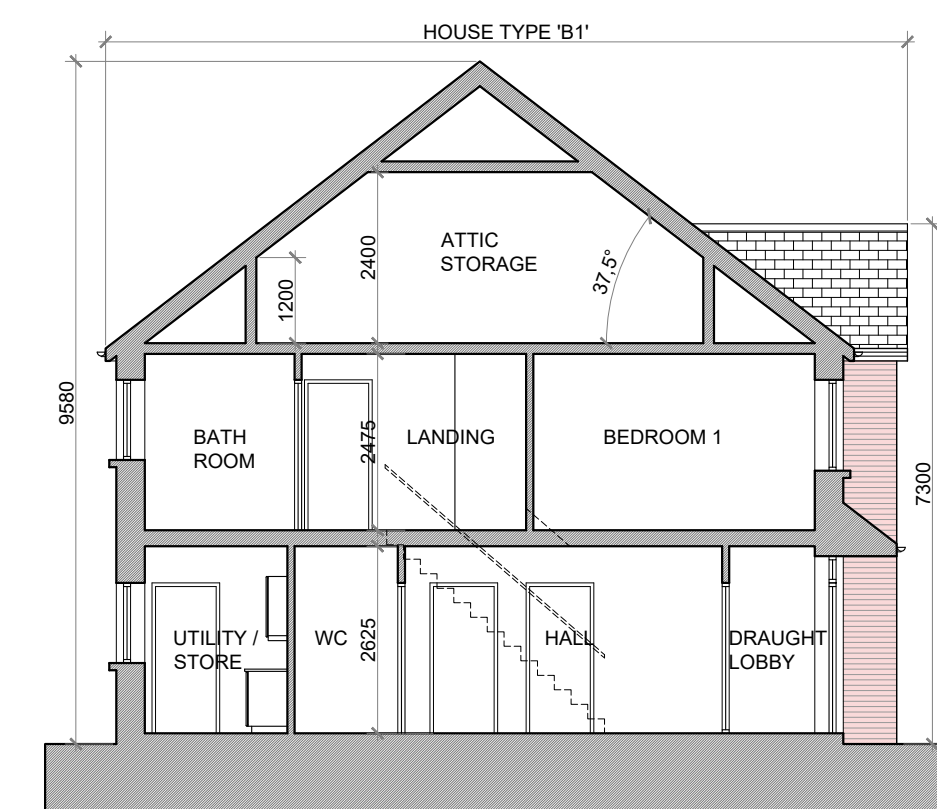 HOUSE TYPE 'B1'
ATTIC
STORAGE
2400
1200
37,5°
9580
BATH
ROOM
2475
LANDING
BEDROOM 1
7300
UTILITY /
STORE
WC
2625
HALL
DRAUGHT
LOBBY